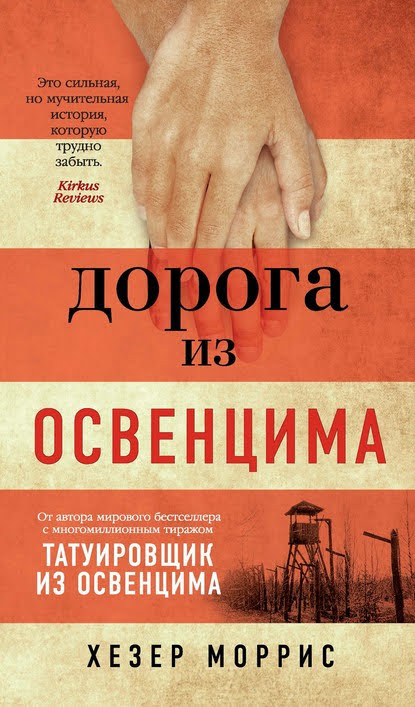 Это сильная,
но мучительная
история,
которую
трудно
забыть.
Kirkus
Reviews
дорога
из
ОСВЕНЦИМА
От автора мирового бестселлера
с многомиллионным тиражом
ТАТУИРОВЩИК
ИЗ ОСВЕНЦИМА
ХЕЗЕР МОРРИС